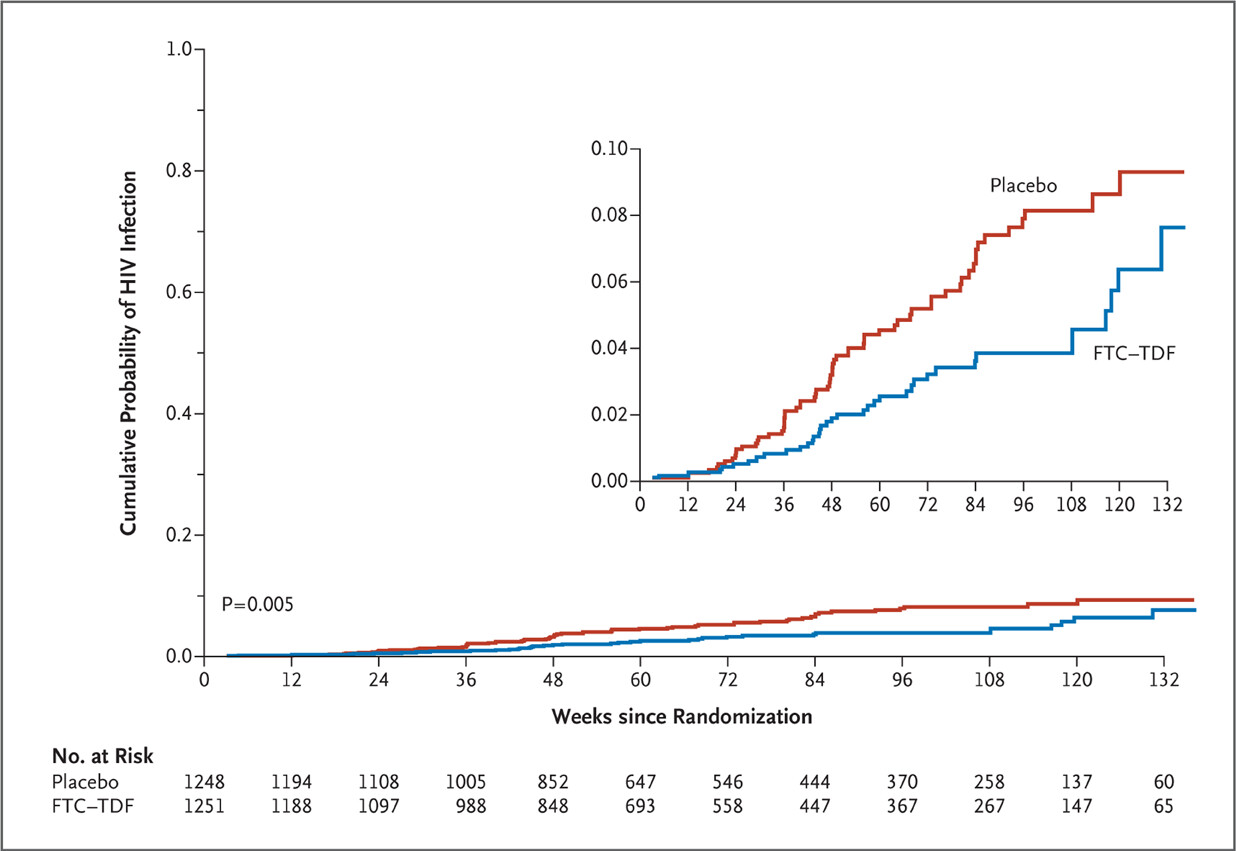 1.0
0.8
0.6
0.4
0.2
0.0
Cumulative Probability of HIV Infection
P=0.005
0.10
0.08
0.06
0.04
0.02
0.00
Placebo
FTC–TDF
0 12 24 36 48 60 72 84 96 108 120 132
0 12 24 36 48 60 72 84 96 108 120 132
Weeks since Randomization
No. at Risk
Placebo 1248 1194 1108 1005 852 647 546 444 370 258 137 60
FTC–TDF 1251 1188 1097 988 848 693 558 447 367 267 147 65